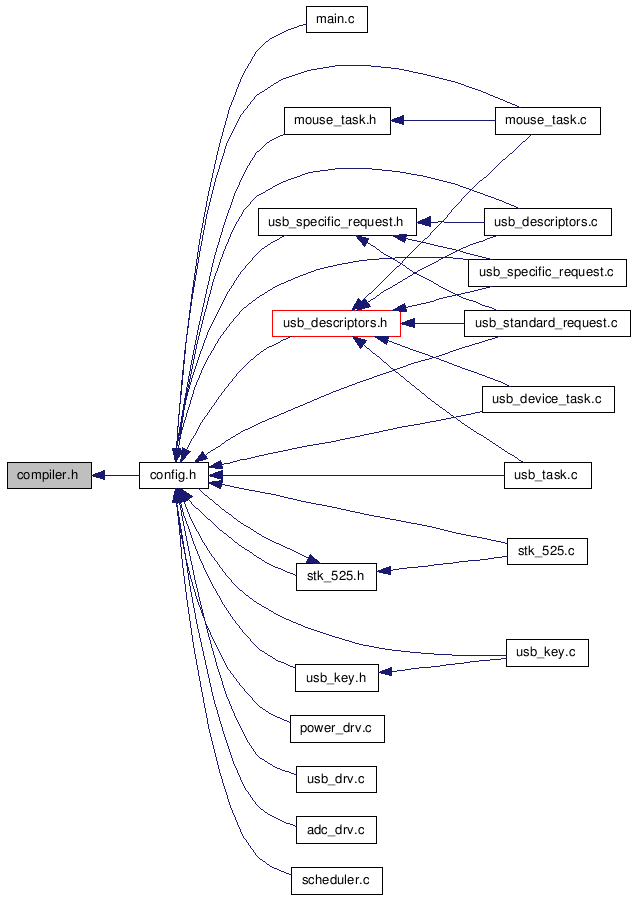 main.c
mouse_task.h
mouse_task.c
usb_specific_request.h
usb_descriptors.c
usb_specific_request.c
usb_descriptors.h
usb_standard_request.c
usb_device_task.c
compiler.h
config.h
usb_task.c
stk_525.c
stk_525.h
usb_key.c
usb_key.h
power_drv.c
usb_drv.c
adc_drv.c
scheduler.c